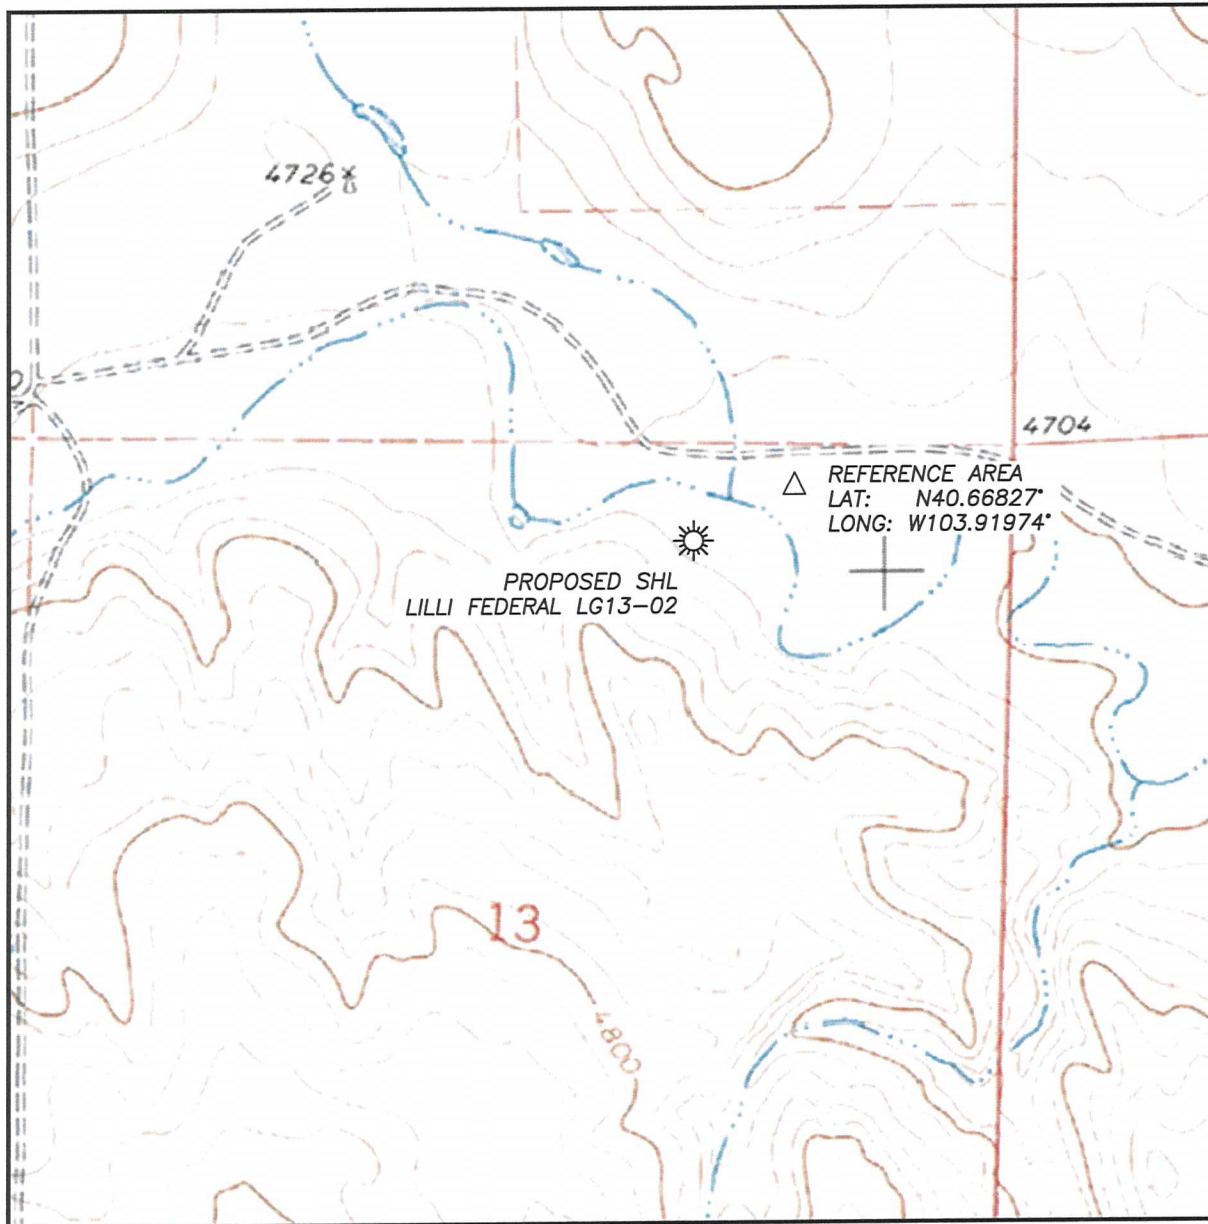 4726
4704
REFERENCE AREA
LAT: N40.66827°
LONG: W103.91974°
PROPOSED SHL
LILLI FEDERAL LG13-02
13
4800